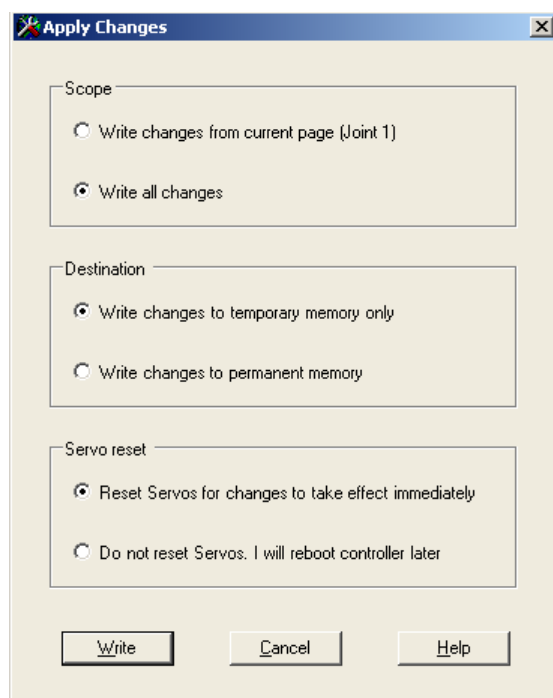 Apply Changes
Scope
Write changes from current page (Joint 1)
Write all changes
Destination
Write changes to temporary memory only
Write changes to permanent memory
Servo reset
Reset Servos for changes to take effect immediately
Do not reset Servos. I will reboot controller later
Write Cancel Help